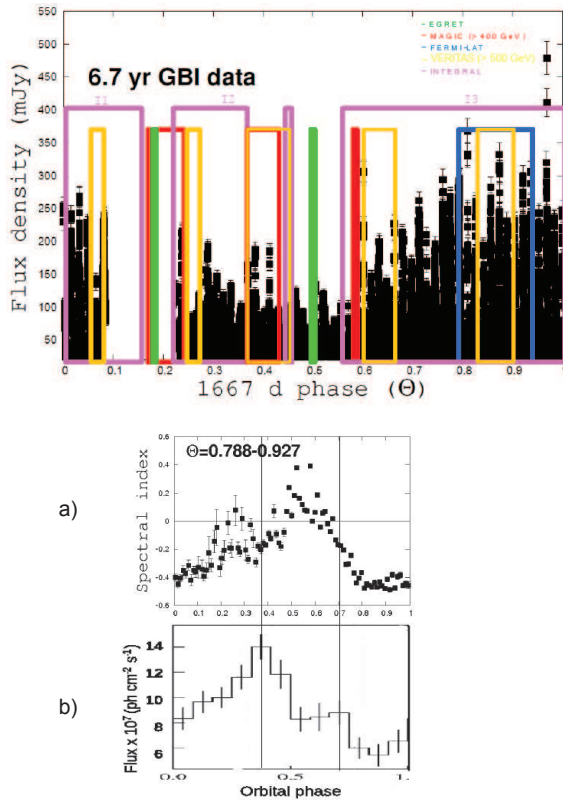 550
500
450
400
350
300
250
200
150
100
50
Flux density (mJy)
6.7 yr GBI data
EGRET
MAGIC (> 400 GeV)
FERMI-LAT
VERITAS (> 500 GeV)
INTEGRAL
I1
I2
I3
0 0.1 0.2 0.3 0.4 0.5 0.6 0.7 0.8 0.9 1
1667 d phase (Θ)
a)
Θ=0.788-0.927
Spectral index
0.6
0.4
0.2
0
-0.2
-0.4
-0.6
0 0.1 0.2 0.3 0.4 0.5 0.6 0.7 0.8 0.9 1
b)
Flux x 10⁷ (ph cm⁻² s⁻¹)
14
12
10
8
6
0.0 0.5 1.
Orbital phase